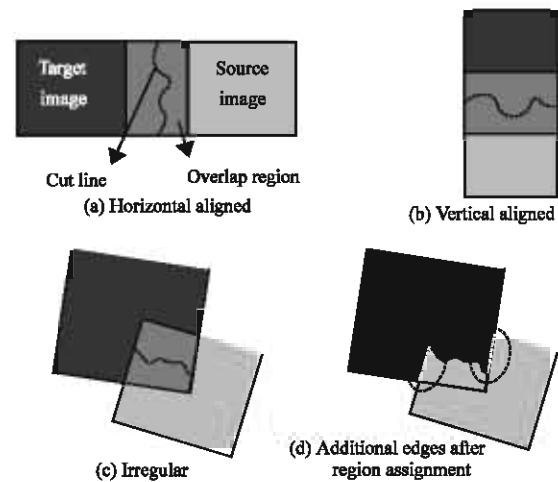 Target
image
Source
image
Cut line
Overlap region
(a) Horizontal aligned
(b) Vertical aligned
(c) Irregular
(d) Additional edges after
region assignment